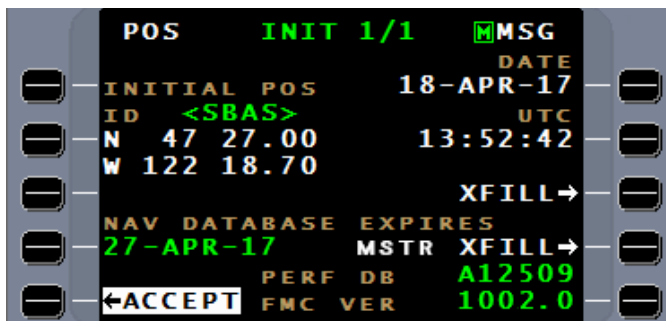 POS INIT 1/1 M MSG
DATE
INITIAL POS 18-APR-17
ID <SBAS> UTC
N 47 27.00 13:52:42
W 122 18.70
XFILL→
NAV DATABASE EXPIRES
27-APR-17 MSTR XFILL→
PERF DB A12509
←ACCEPT FMC VER 1002.0